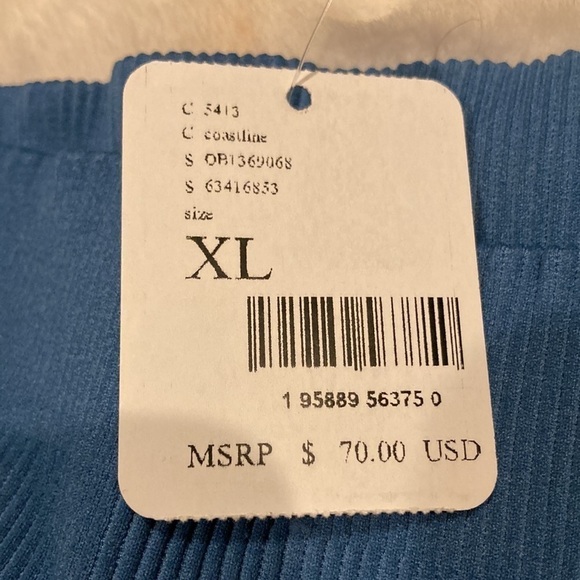 C 5413
C coastline
S OB1369068
S 63416853
size
XL
1 95889 56375 0
MSRP $ 70.00 USD